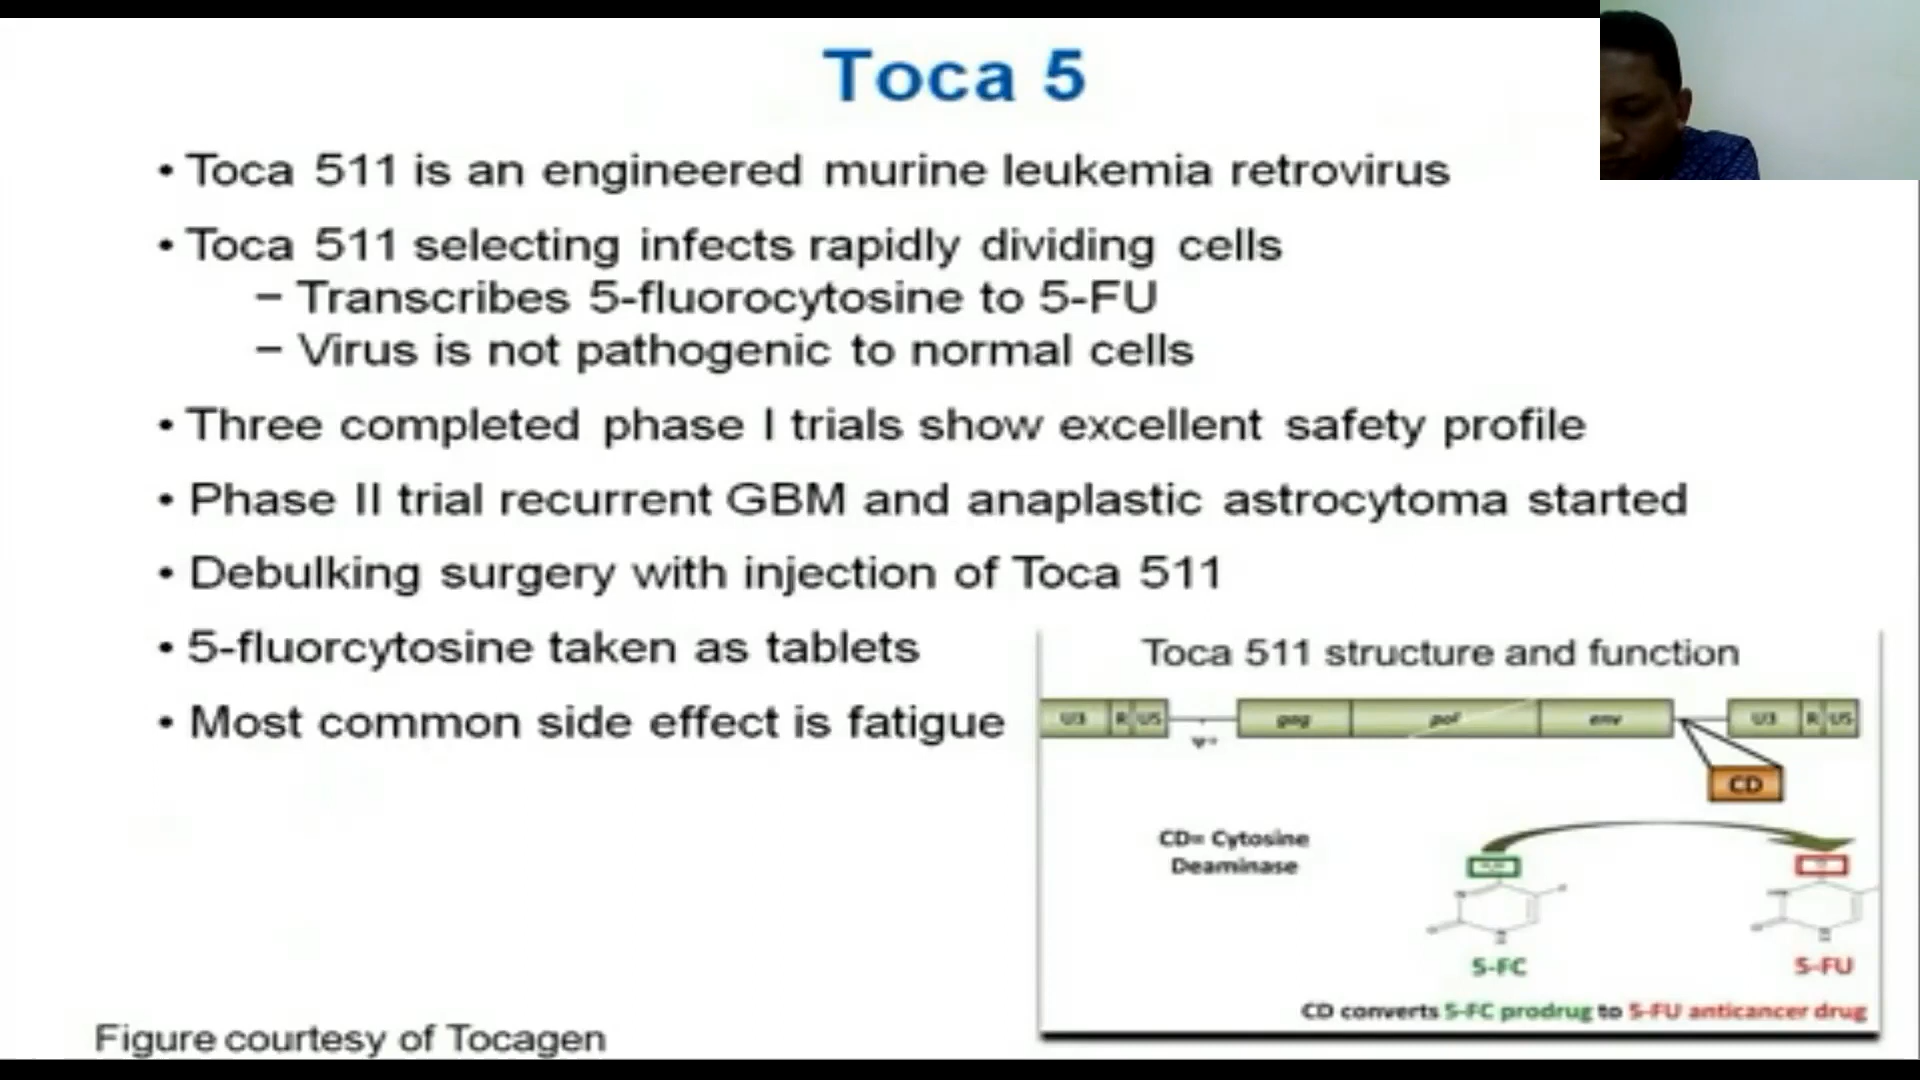 Toca 5
• Toca 511 is an engineered murine leukemia retrovirus
• Toca 511 selecting infects rapidly dividing cells
– Transcribes 5-fluorocytosine to 5-FU
– Virus is not pathogenic to normal cells
• Three completed phase I trials show excellent safety profile
• Phase II trial recurrent GBM and anaplastic astrocytoma started
• Debulking surgery with injection of Toca 511
• 5-fluorcytosine taken as tablets
• Most common side effect is fatigue
Toca 511 structure and function
U3 R U5 gag pol env U3 R U5
CD
CD= Cytosine
Deaminase
5-FC 5-FU
CD converts 5-FC prodrug to 5-FU anticancer drug
Figure courtesy of Tocagen